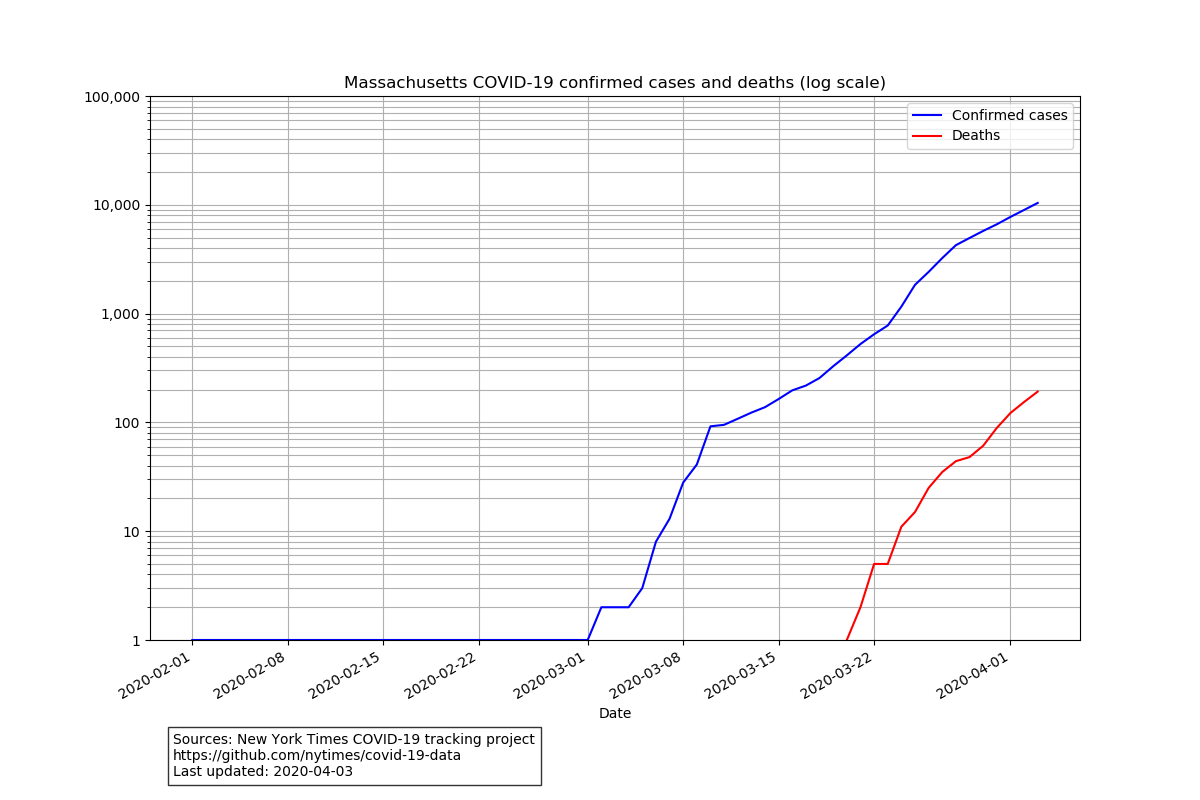 Massachusetts COVID-19 confirmed cases and deaths (log scale)
100,000
10,000
1,000
100
10
1
Confirmed cases
Deaths
2020-02-01
2020-02-08
2020-02-15
2020-02-22
2020-03-01
2020-03-08
2020-03-15
2020-03-22
2020-04-01
Date
Sources: New York Times COVID-19 tracking project
https://github.com/nytimes/covid-19-data
Last updated: 2020-04-03